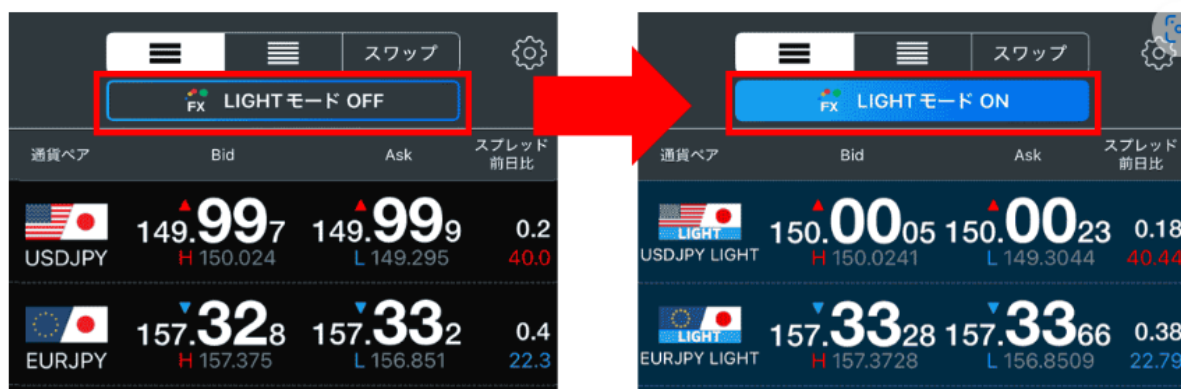 スワップ
FX LIGHTモード OFF
通貨ペア Bid Ask スプレッド
前日比
149.997 149.999 0.2
USDJPY H 150.024 L 149.295 40.0
157.328 157.332 0.4
EURJPY H 157.375 L 156.851 22.3
スワップ
FX LIGHTモード ON
通貨ペア Bid Ask スプレッド
前日比
LIGHT 150.0005 150.0023 0.18
USDJPY LIGHT H 150.0241 L 149.3044 40.44
LIGHT 157.3328 157.3366 0.38
EURJPY LIGHT H 157.3728 L 156.8509 22.79